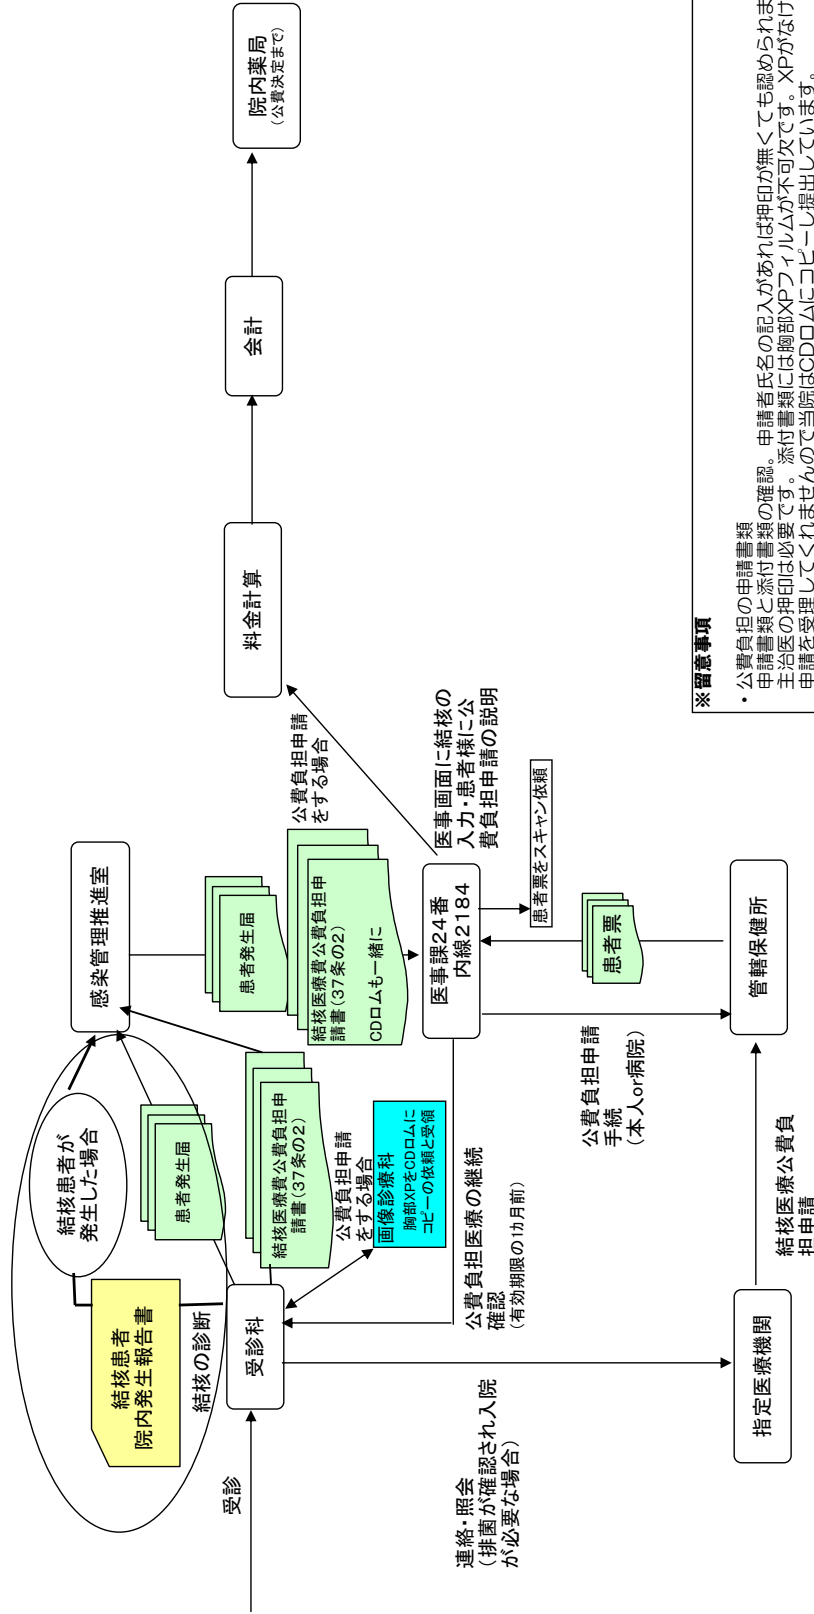 受診
結核患者
院内発生報告書
結核の診断
結核患者が
発生した場合
受診科
患者発生届
結核医療費公費負担申
請書(37条の2)
公費負担申請
をする場合
画像診療科
胸部XPをCDロムに
コピーの依頼と受領
感染管理推進室
患者発生届
結核医療費公費負担申
請書(37条の2)
CDロムも一緒に
公費負担申請
をする場合
医事課24番
内線2184
医事画面に結核の
入力・患者様に公
費負担申請の説明
患者票をスキャン依頼
料金計算
会計
院内薬局
(公費決定まで)
公費負担医療の継続
確認
(有効期限の1カ月前)
連絡・照会
(排菌が確認され入院
が必要な場合)
指定医療機関
結核医療公費負
担申請
公費負担申請
手続
(本人or病院)
患者票
管轄保健所
※留意事項
・公費負担の申請書類
申請書類と添付書類の確認。申請者氏名の記入があれば押印が無くても認められま
主治医の押印は必要です。添付書類には胸部XPフィルムが不可欠です。XPがなけ
申請を受理してくれませんので当院はCDロムにコピーし提出しています。